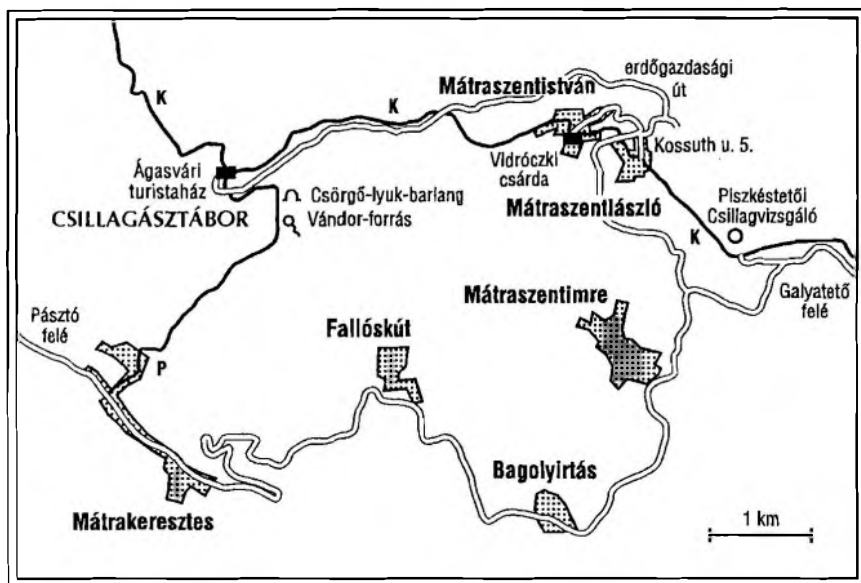 erdőgazdasági
út
Mátraszentistván
K
K
Kossuth u. 5.
Vidróczki
csárda
Ágasvári
turistaház
Csörgő-lyuk-barlang
Piszkéstetői
Csillagvizsgáló
CSILLAGÁSZTÁBOR
Vándor-forrás
Mátraszentlászló
K
Galyatető
felé
Mátraszentimre
Pásztó
felé
Fallóskút
P
Bagolyirtás
Mátrakeresztes
1 km